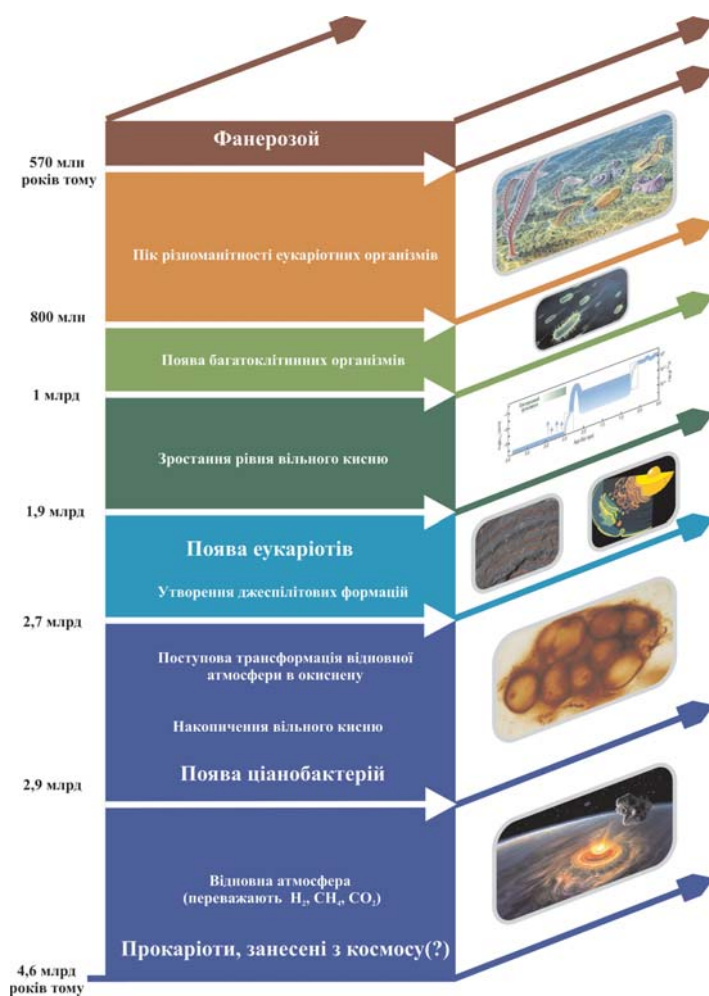 Фанерозой
570 млн
років тому
Пік різноманітності еукаріотних організмів
800 млн
Поява багатоклітинних організмів
1 млрд
Зростання рівня вільного кисню
1,9 млрд
Поява еукаріотів
Утворення джеспілітових формацій
2,7 млрд
Поступова трансформація відновної
атмосфери в окиснену
Накопичення вільного кисню
Поява ціанобактерій
2,9 млрд
Відновна атмосфера
(переважають H₂, CH₄, CO₂)
Прокаріоти, занесені з космосу(?)
4,6 млрд
років тому